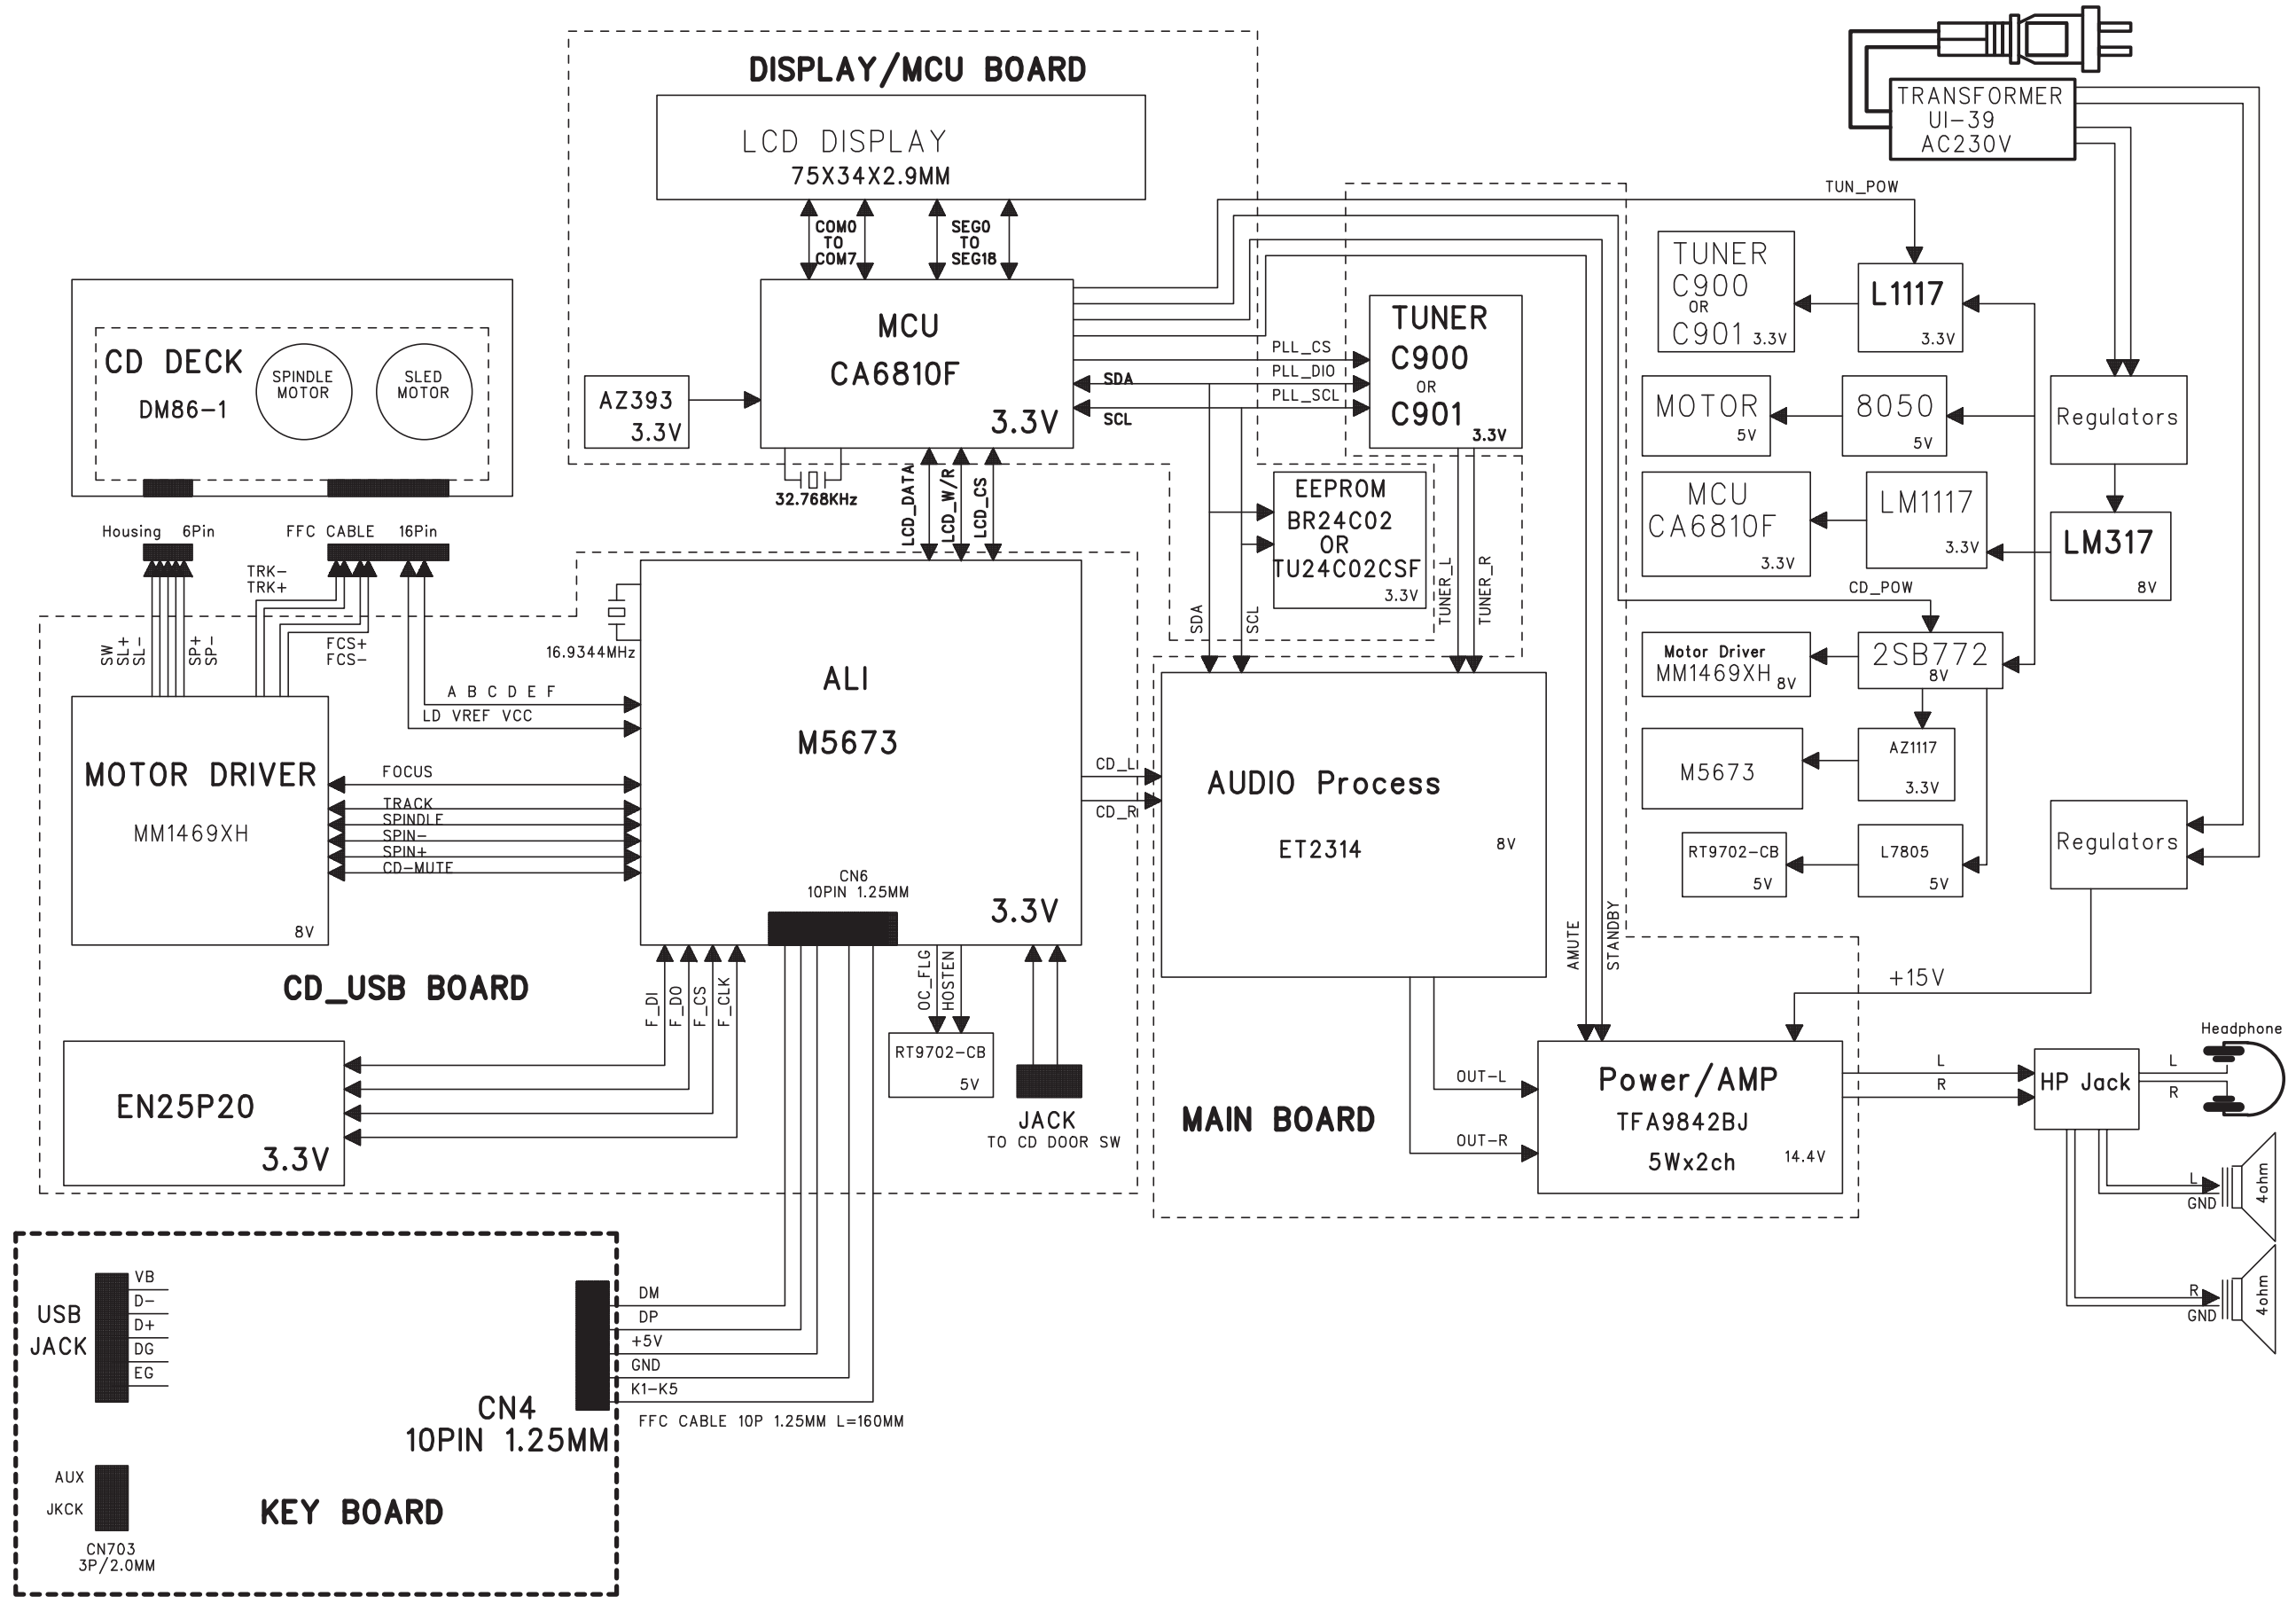 DISPLAY/MCU BOARD
LCD DISPLAY
75X34X2.9MM
COM0
TO
COM7
SEG0
TO
SEG18
MCU
CA6810F
3.3V
AZ393
3.3V
32.768KHz
SDA
SCL
PLL_CS
PLL_DIO
PLL_SCL
TUNER
C900
OR
C901
3.3V
LCD_DATA
LCD_W/R
LCD_CS
EEPROM
BR24C02
OR
TU24C02CSF
3.3V
SDA
SCL
TUNER_L
TUNER_R
TRANSFORMER
UI-39
AC230V
TUN_POW
TUNER
C900
OR
C901 3.3V
L1117
3.3V
MOTOR
5V
8050
5V
Regulators
MCU
CA6810F
3.3V
LM1117
3.3V
LM317
8V
CD_POW
Motor Driver
MM1469XH 8V
2SB772
8V
M5673
AZ1117
3.3V
RT9702-CB
5V
L7805
5V
Regulators
+15V
CD DECK
DM86-1
SPINDLE
MOTOR
SLED
MOTOR
Housing 6Pin
FFC CABLE 16Pin
TRK-
TRK+
SW
SL+
SL-
SP+
SP-
FCS+
FCS-
16.9344MHz
A B C D E F
LD VREF VCC
MOTOR DRIVER
MM1469XH
8V
FOCUS
TRACK
SPINDLE
SPIN-
SPIN+
CD-MUTE
ALI
M5673
CN6
10PIN 1.25MM
3.3V
CD_L
CD_R
AUDIO Process
ET2314
8V
AMUTE
STANDBY
CD_USB BOARD
F_DI
F_DO
F_CS
F_CLK
OC_FLG
HOSTEN
RT9702-CB
5V
JACK
TO CD DOOR SW
EN25P20
3.3V
MAIN BOARD
OUT-L
OUT-R
Power/AMP
TFA9842BJ
5Wx2ch
14.4V
L
R
HP Jack
Headphone
L
R
L
GND
4ohm
R
GND
4ohm
USB
JACK
VB
D-
D+
DG
EG
DM
DP
+5V
GND
K1-K5
FFC CABLE 10P 1.25MM L=160MM
CN4
10PIN 1.25MM
AUX
JKCK
CN703
3P/2.0MM
KEY BOARD